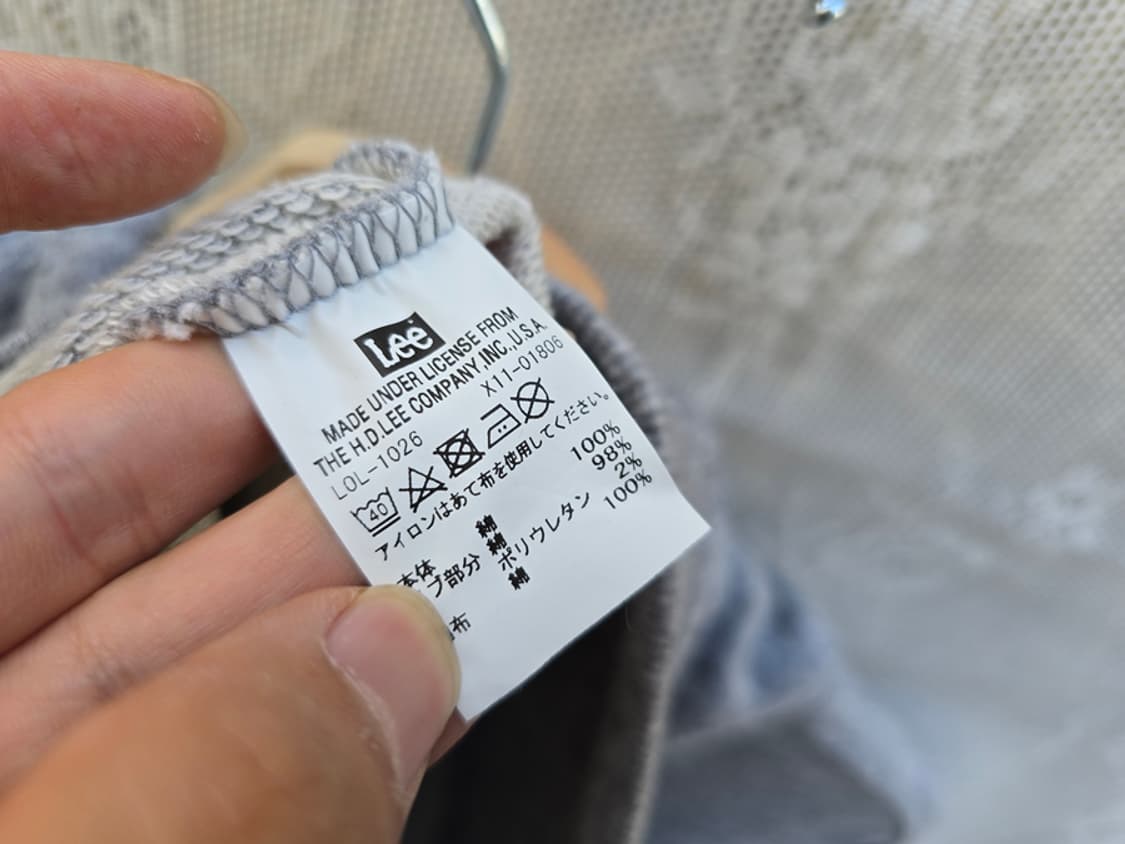 Lee
MADE UNDER LICENSE FROM
THE H.D.LEE COMPANY,INC.,U.S.A.
LOL-1026 X11-01806
40
アイロンはあて布を使用してください。
本体 綿 100%
ブ部分 綿 98%
ポリウレタン 2%
布 綿 100%